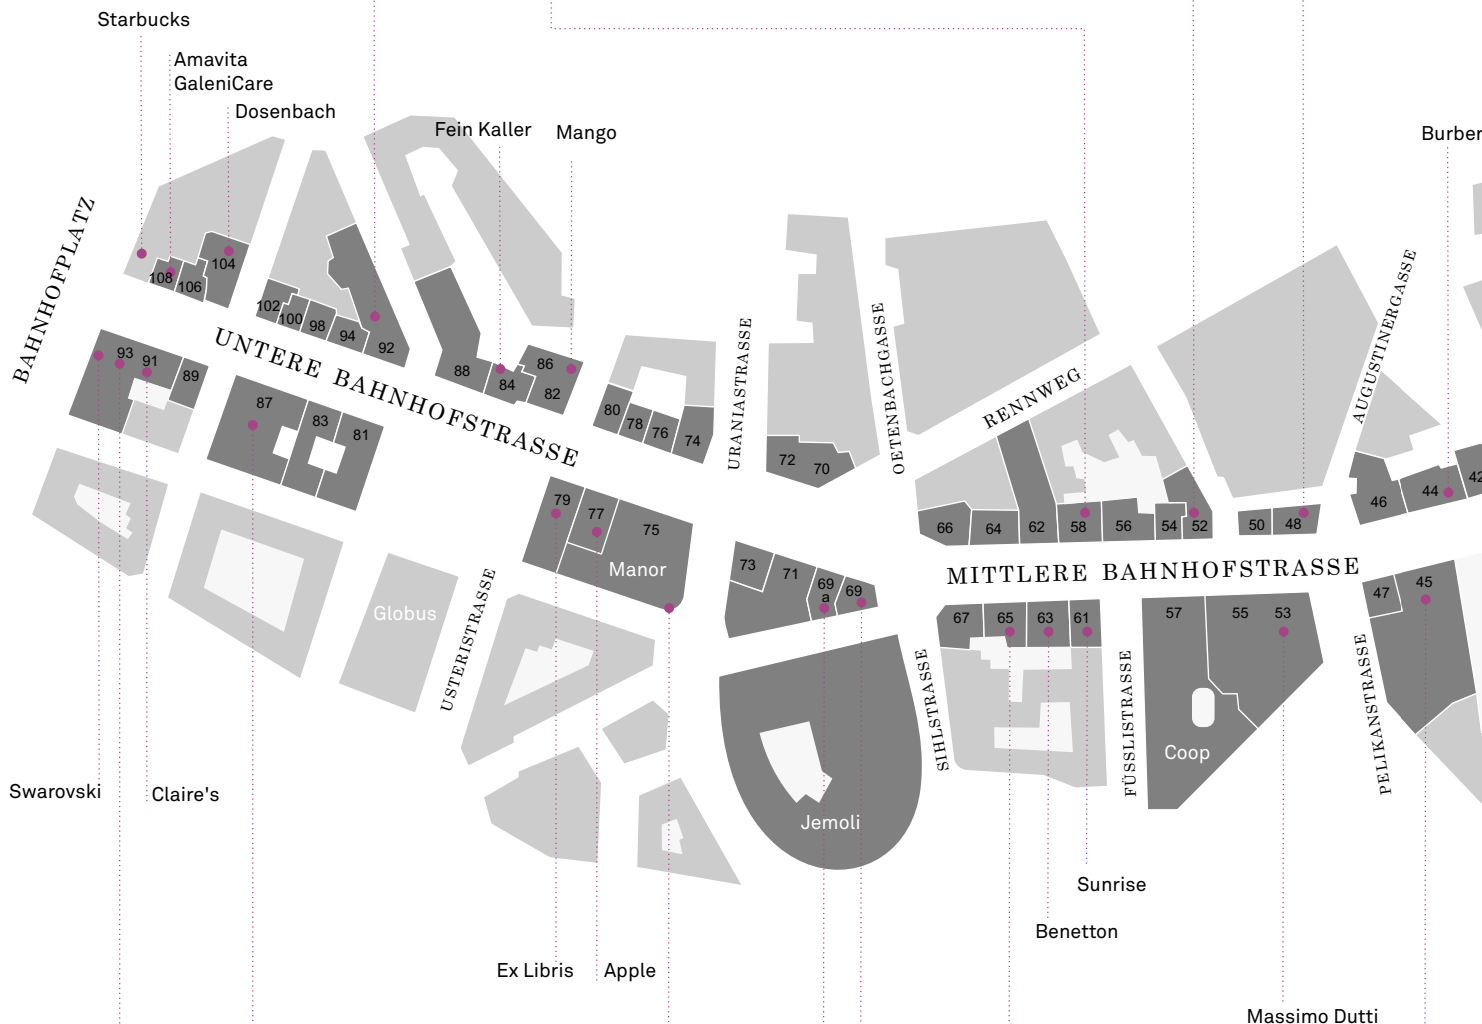 Starbucks
Amavita
GaleniCare
Dosenbach
Fein Kaller
Mango
Burber
BAHNHOFPLATZ
108
106
104
102
100
98
94
92
88
84
86
82
80
78
76
74
72
70
66
64
62
58
56
54
52
50
48
46
44
42
UNTERE BAHNHOFSTRASSE
URANIASTRASSE
OETENBACHGASSE
RENNWEG
AUGUSTINERGASSE
MITTLERE BAHNHOFSTRASSE
93
91
89
87
83
81
79
77
75
Manor
73
71
69
a
69
67
65
63
61
57
55
53
47
45
Globus
USTERISTRASSE
SIHLSTRASSE
FÜSSLISTRASSE
PELIKANSTRASSE
Coop
Jemoli
Swarovski
Claire's
Sunrise
Benetton
Ex Libris
Apple
Massimo Dutti